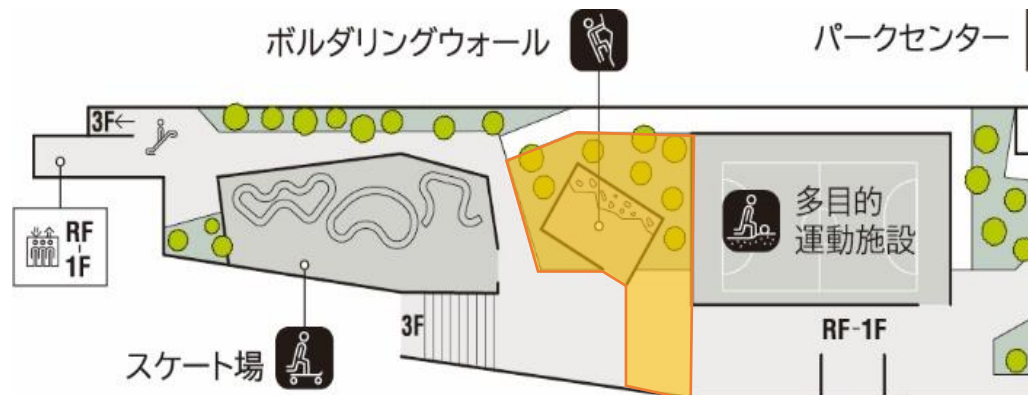 ボルダリングウォール
パークセンター
3F←
RF
-
1F
多目的
運動施設
3F
RF-1F
スケート場